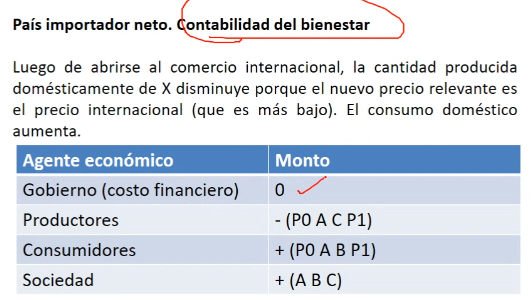 País importador neto. Contabilidad del bienestar
Luego de abrirse al comercio internacional, la cantidad producida
domésticamente de X disminuye porque el nuevo precio relevante es
el precio internacional (que es más bajo). El consumo doméstico
aumenta.
Agente económico Monto
Gobierno (costo financiero) 0
Productores - (P0 A C P1)
Consumidores + (P0 A B P1)
Sociedad + (A B C)